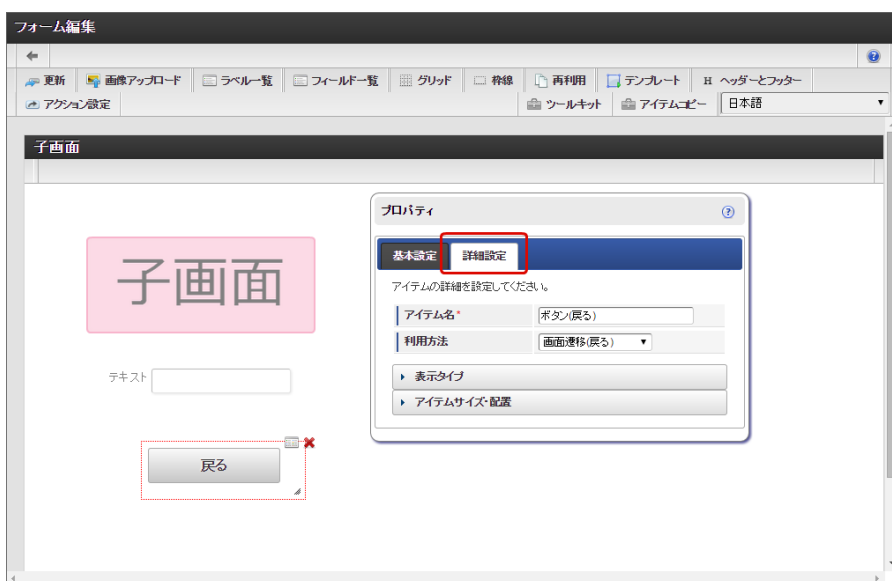 フォーム編集
更新 画像アップロード ラベル一覧 フィールド一覧 グリッド 枠線 再利用 テンプレート H ヘッダーとフッター
アクション設定 ツールキット アイテムコピー 日本語
子画面
プロパティ
基本設定 詳細設定
アイテムの詳細を設定してください。
アイテム名* ボタン(戻る)
利用方法 画面遷移(戻る)
表示タイプ
アイテムサイズ・配置
子画面
テキスト
戻る